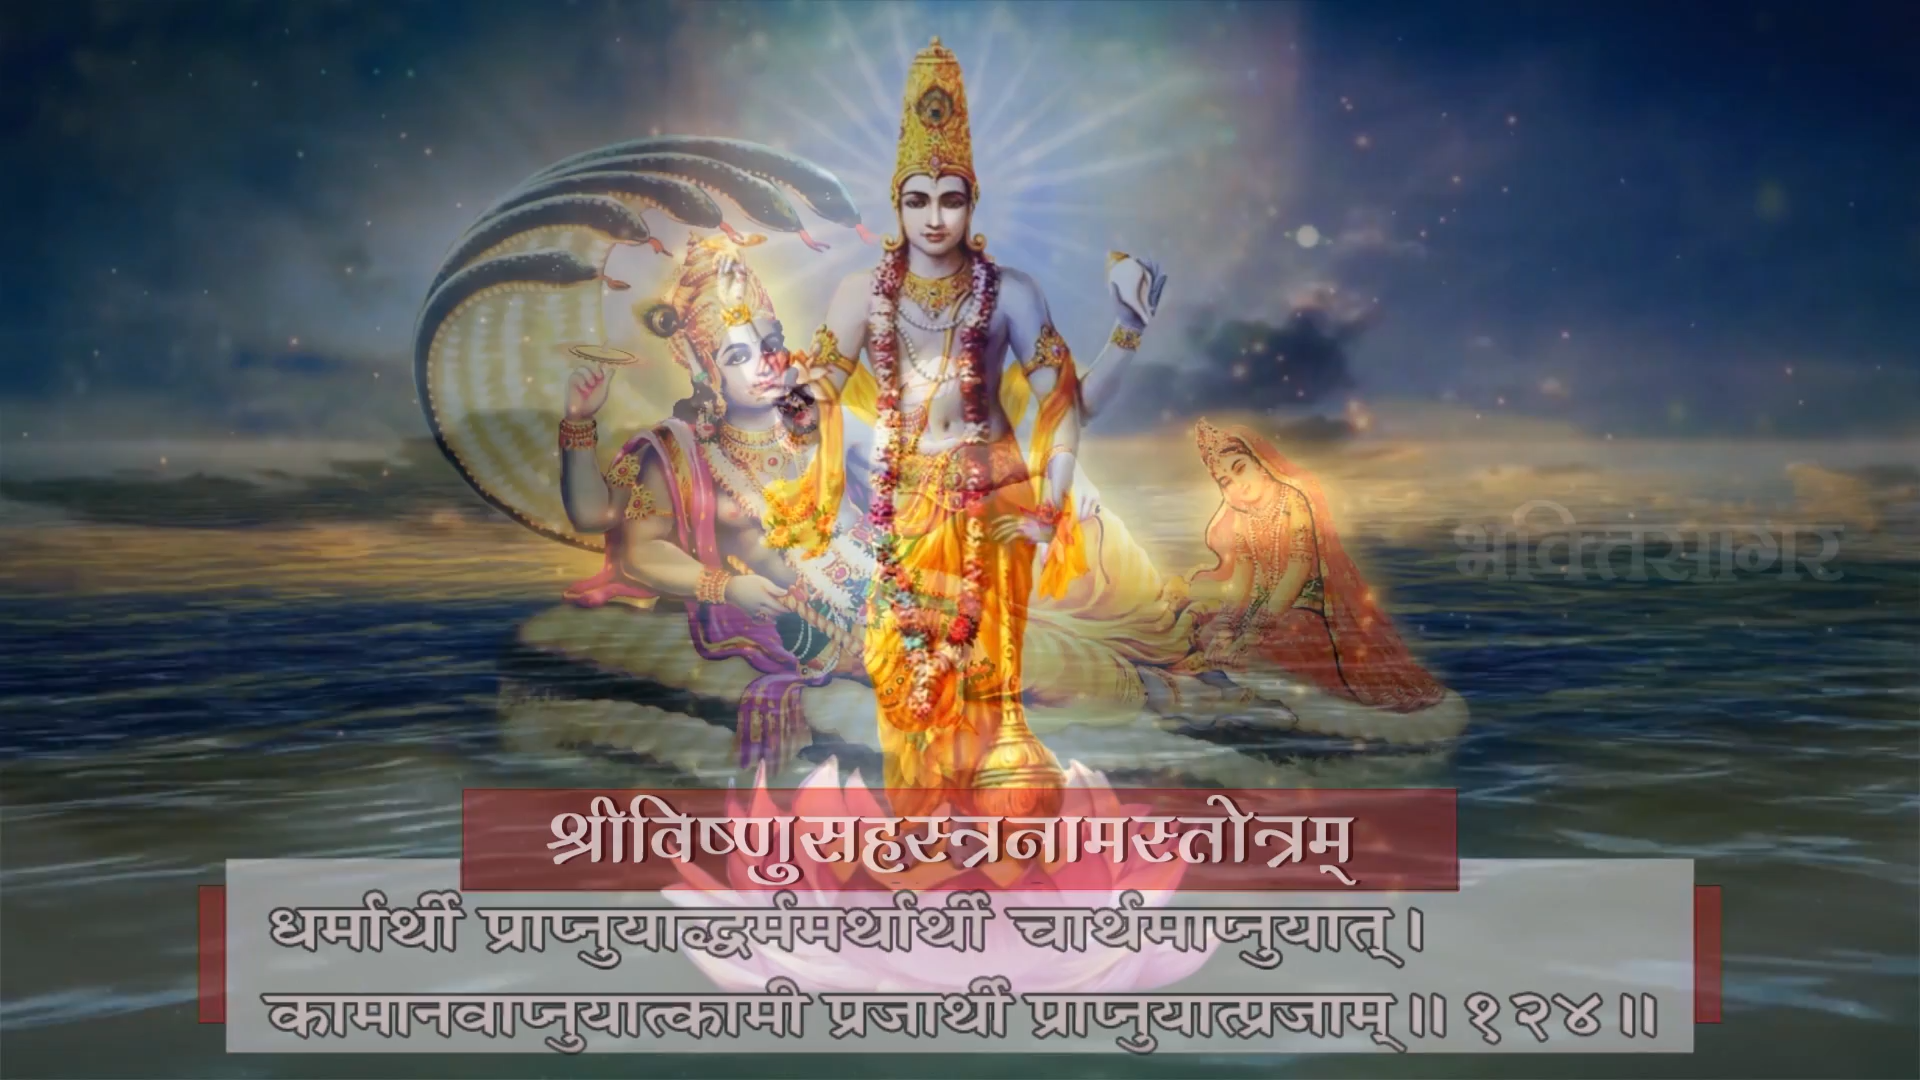 भक्तिसागर
श्रीविष्णुसहस्त्रनामस्तोत्रम्
धर्मार्थी प्राप्नुयाद्धर्ममर्थार्थी चार्थमाप्नुयात्।
कामानवाप्नुयात्कामी प्रजार्थी प्राप्नुयात्प्रजाम्॥ १२४॥